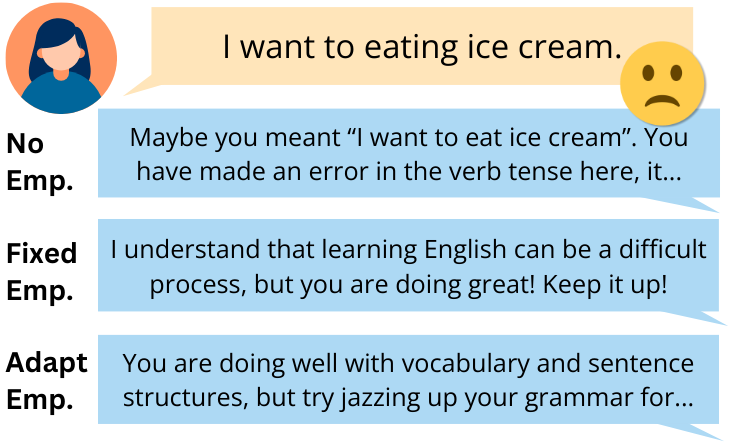 I want to eating ice cream.
No
Emp.
Maybe you meant “I want to eat ice cream”. You
have made an error in the verb tense here, it...
Fixed
Emp.
I understand that learning English can be a difficult
process, but you are doing great! Keep it up!
Adapt
Emp.
You are doing well with vocabulary and sentence
structures, but try jazzing up your grammar for...